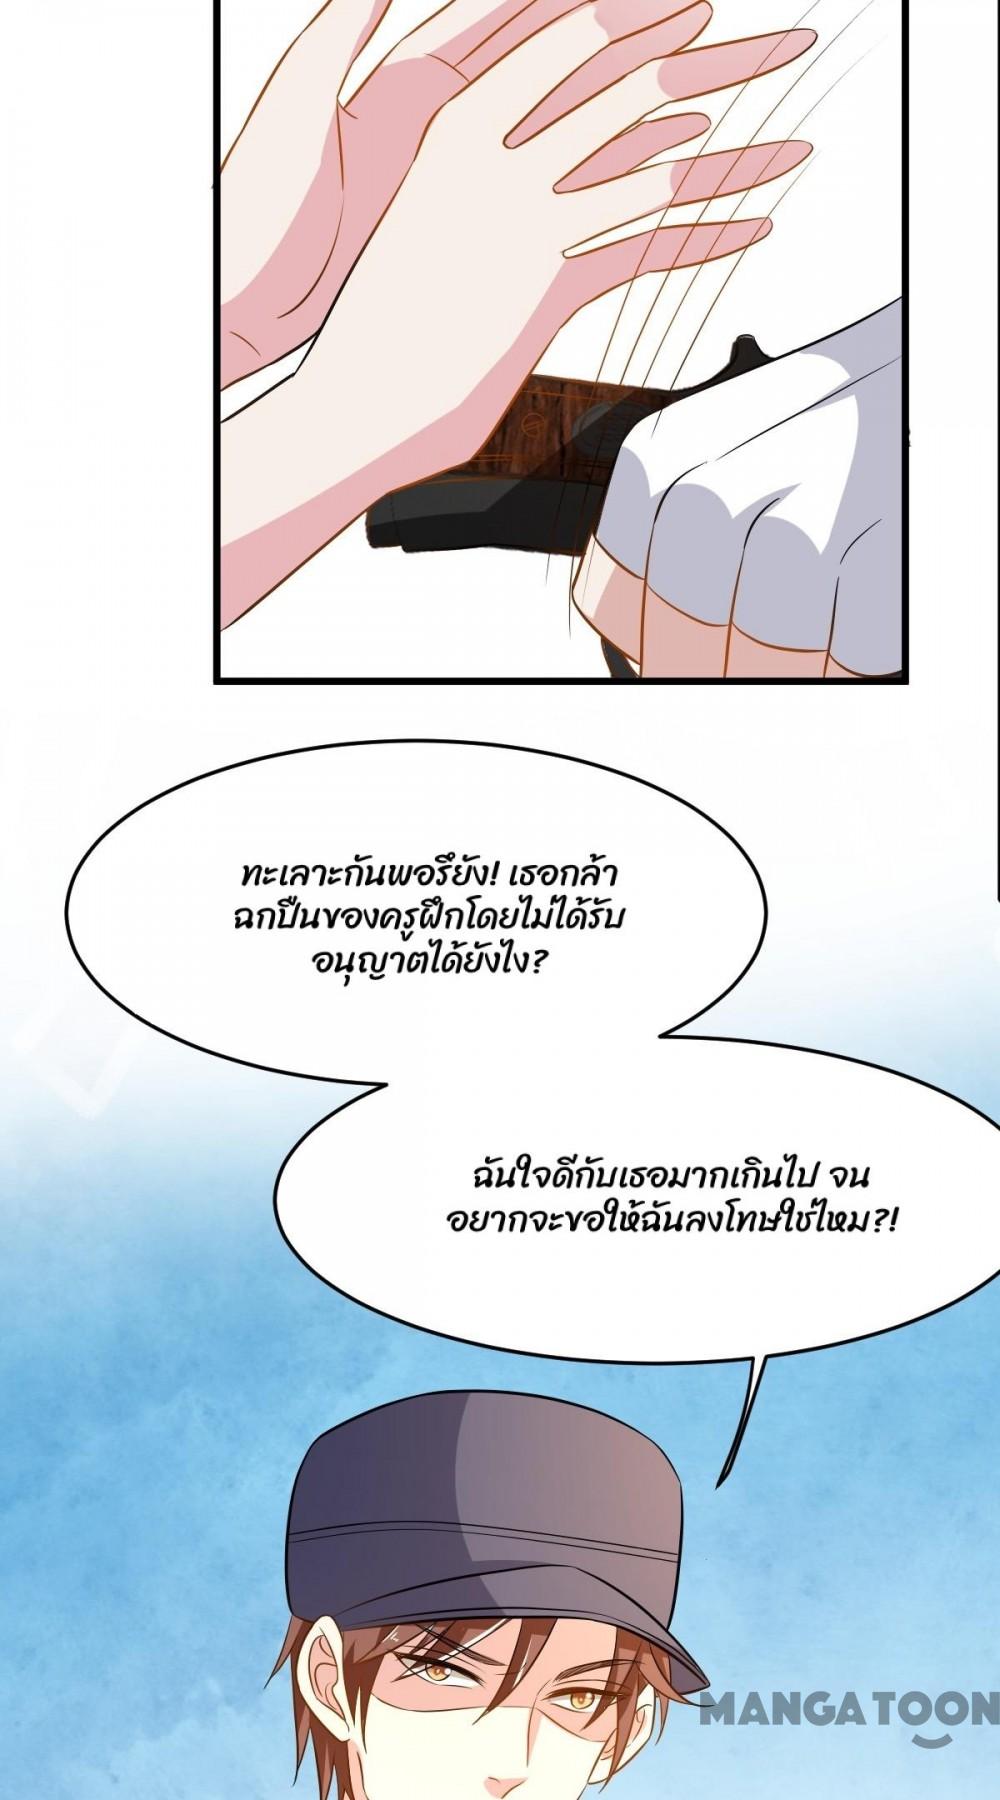 ทะเลาะกันพอรึยัง! เธอกล้า
ฉกปืนของครูฝึกโดยไม่ได้รับ
อนุญาตได้ยังไง?
ฉันใจดีกับเธอมากเกินไป จน
อยากจะขอให้ฉันลงโทษใช่ไหม?!
MANGATOON